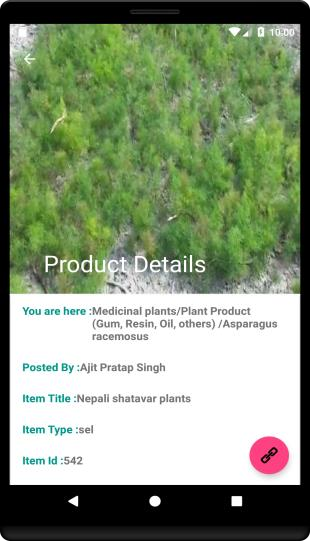 10:00
Product Details
You are here :Medicinal plants/Plant Product
(Gum, Resin, Oil, others) /Asparagus
racemosus
Posted By :Ajit Pratap Singh
Item Title :Nepali shatavar plants
Item Type :sel
Item Id :542